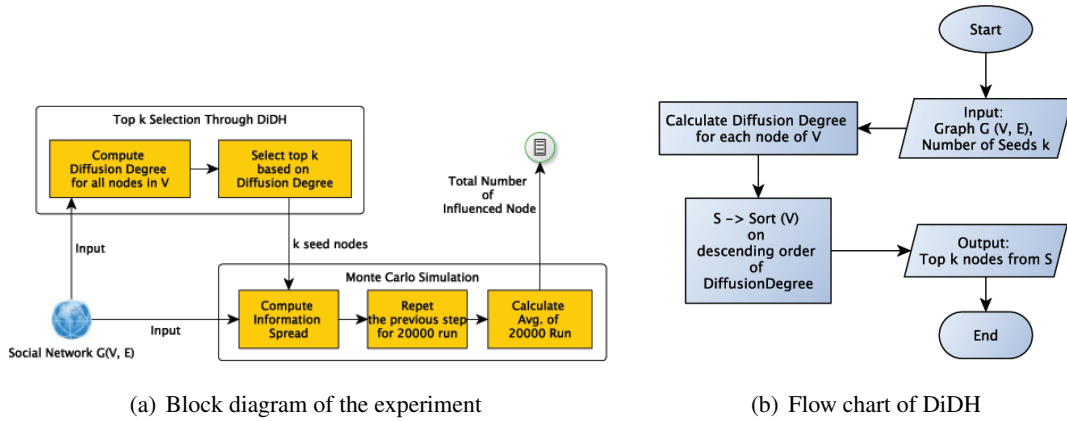 Top k Selection Through DiDH
Compute
Diffusion Degree
for all nodes in V
Select top k
based on
Diffusion Degree
Total Number
of
Influenced Node
Input
k seed nodes
Monte Carlo Simulation
Compute
Information
Spread
Repet
the previous step
for 20000 run
Calculate
Avg. of
20000 Run
Input
Social Network G(V, E)
(a) Block diagram of the experiment
Start
Input:
Graph G (V, E),
Number of Seeds k
Calculate Diffusion Degree
for each node of V
S -> Sort (V)
on
descending order
of
DiffusionDegree
Output:
Top k nodes from S
End
(b) Flow chart of DiDH